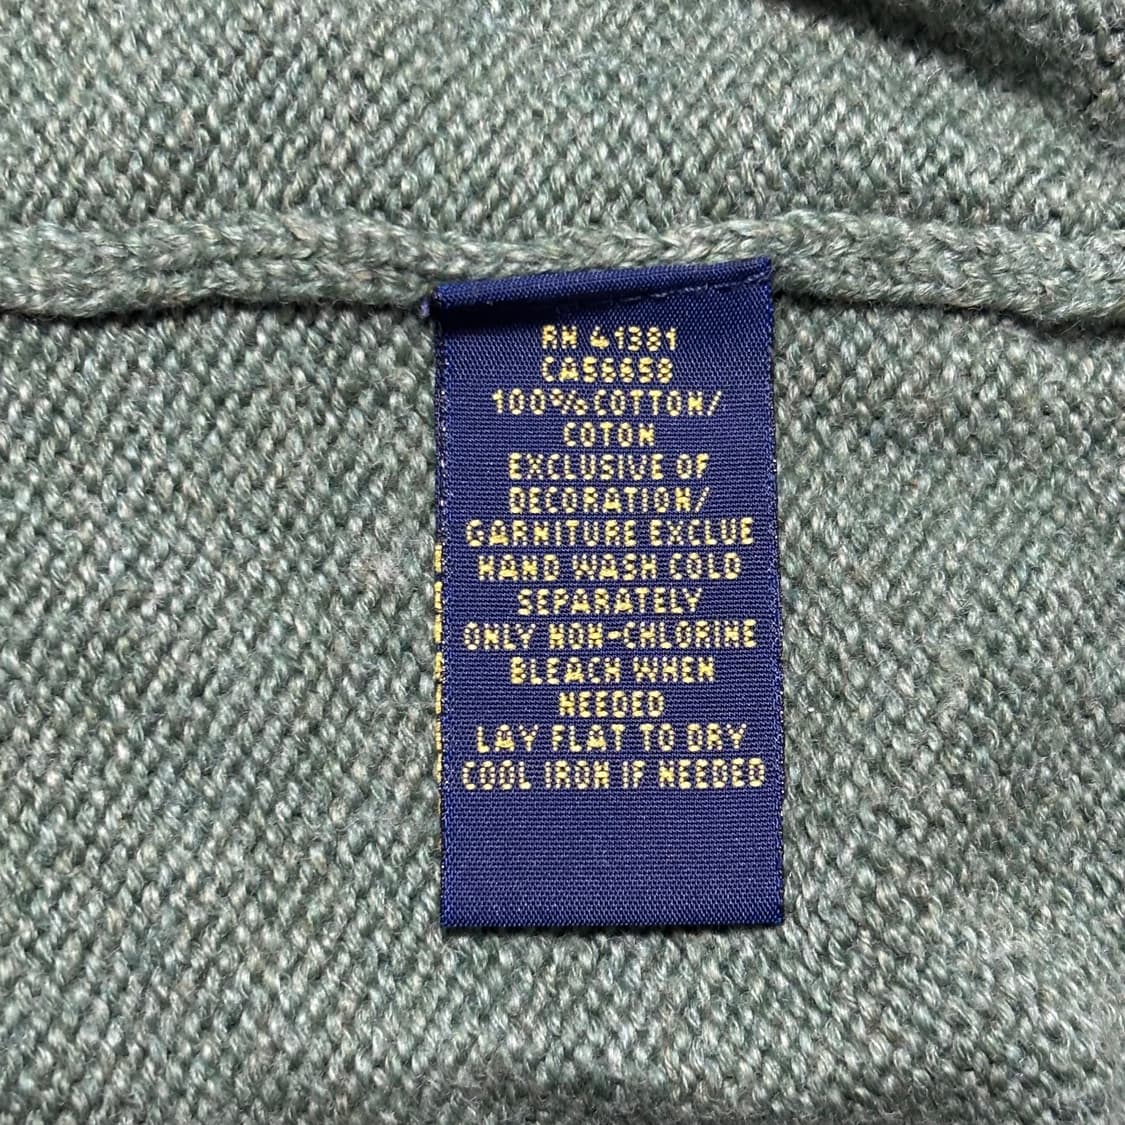 RN 41381
CA56658
100%COTTON/
COTON
EXCLUSIVE OF
DECORATION/
GARNITURE EXCLUE
HAND WASH COLD
SEPARATELY
ONLY NON-CHLORINE
BLEACH WHEN
NEEDED
LAY FLAT TO DRY
COOL IRON IF NEEDED